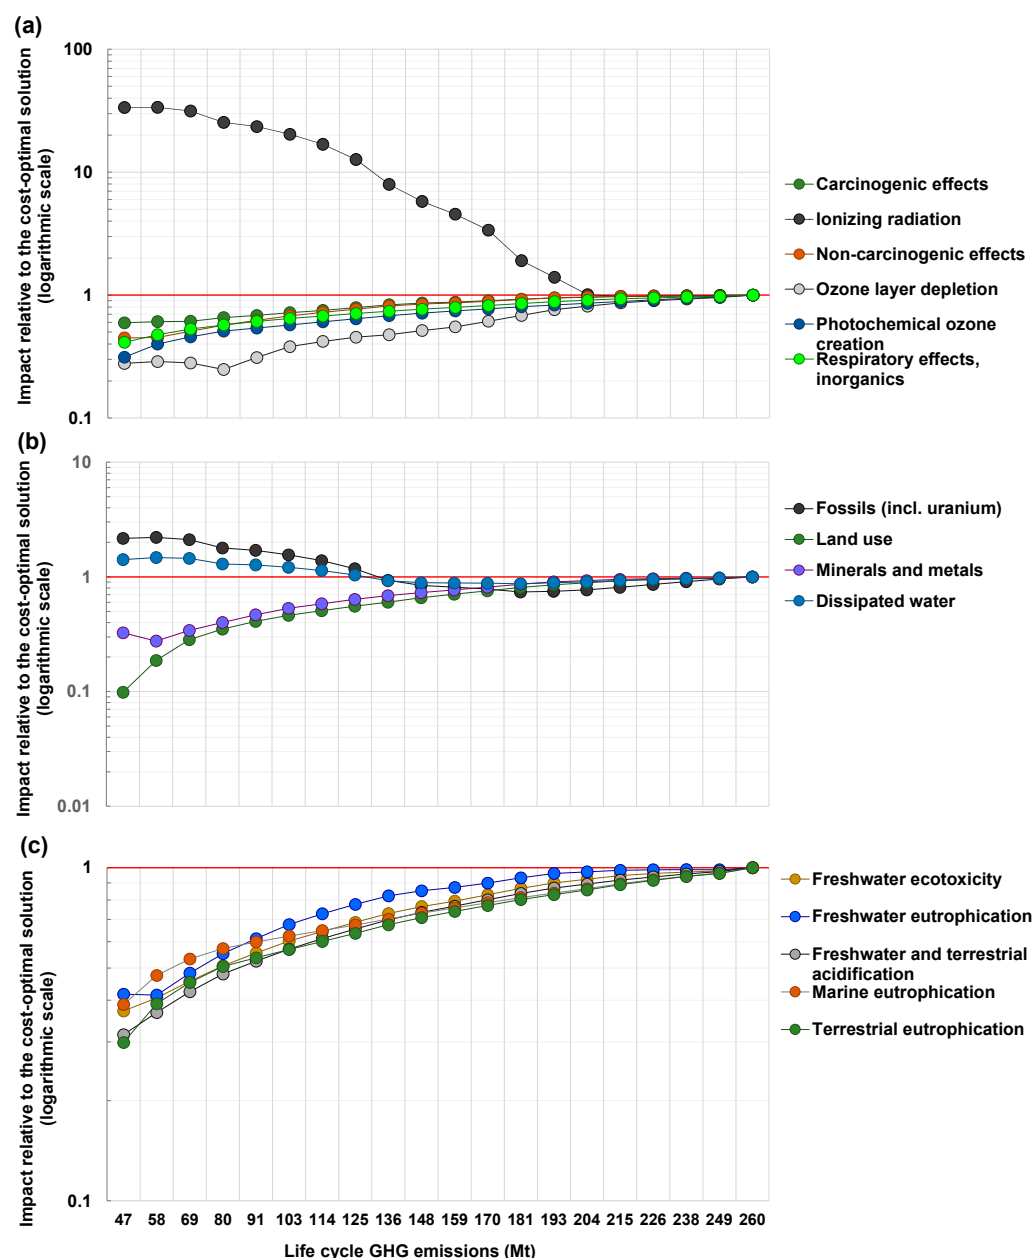 (a)
Impact relative to the cost-optimal solution
(logarithmic scale)
100
10
1
0.1
Carcinogenic effects
Ionizing radiation
Non-carcinogenic effects
Ozone layer depletion
Photochemical ozone
creation
Respiratory effects,
inorganics
(b)
Impact relative to the cost-optimal solution
(logarithmic scale)
10
1
0.1
0.01
Fossils (incl. uranium)
Land use
Minerals and metals
Dissipated water
(c)
Impact relative to the cost-optimal solution
(logarithmic scale)
1
0.1
Freshwater ecotoxicity
Freshwater eutrophication
Freshwater and terrestrial
acidification
Marine eutrophication
Terrestrial eutrophication
47 58 69 80 91 103 114 125 136 148 159 170 181 193 204 215 226 238 249 260
Life cycle GHG emissions (Mt)